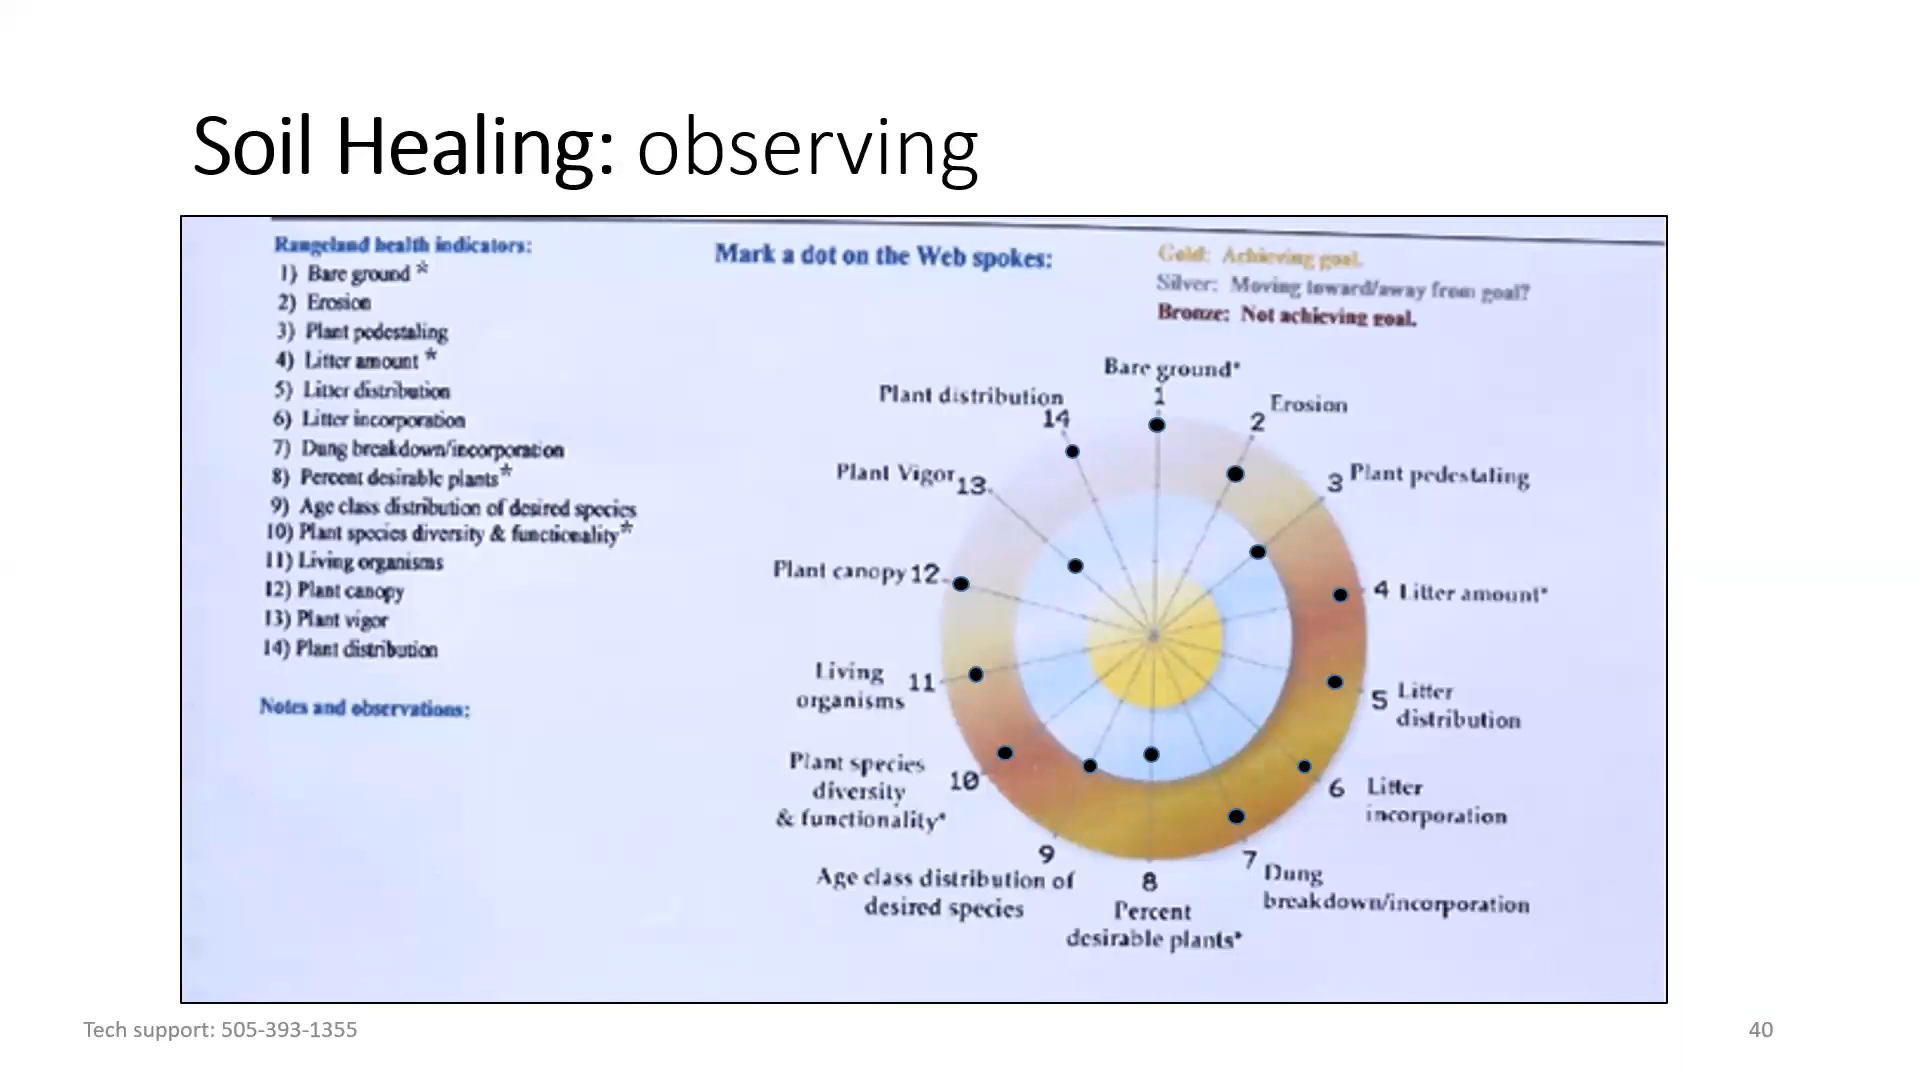 Soil Healing: observing
Rangeland health indicators:
1) Bare ground *
2) Erosion
3) Plant pedestaling
4) Litter amount *
5) Litter distribution
6) Litter incorporation
7) Dung breakdown/incorporation
8) Percent desirable plants*
9) Age class distribution of desired species
10) Plant species diversity & functionality*
11) Living organisms
12) Plant canopy
13) Plant vigor
14) Plant distribution
Notes and observations:
Mark a dot on the Web spokes:
Gold: Achieving goal.
Silver: Moving toward/away from goal?
Bronze: Not achieving goal.
Bare ground*
1
Erosion
2
3 Plant pedestaling
4 Litter amount*
5 Litter
distribution
6 Litter
incorporation
7 Dung
breakdown/incorporation
8
Percent
desirable plants*
9
Age class distribution of
desired species
Plant species
10
diversity
& functionality*
Living
11
organisms
Plant canopy 12
Plant Vigor 13
Plant distribution
14
Tech support: 505-393-1355
40